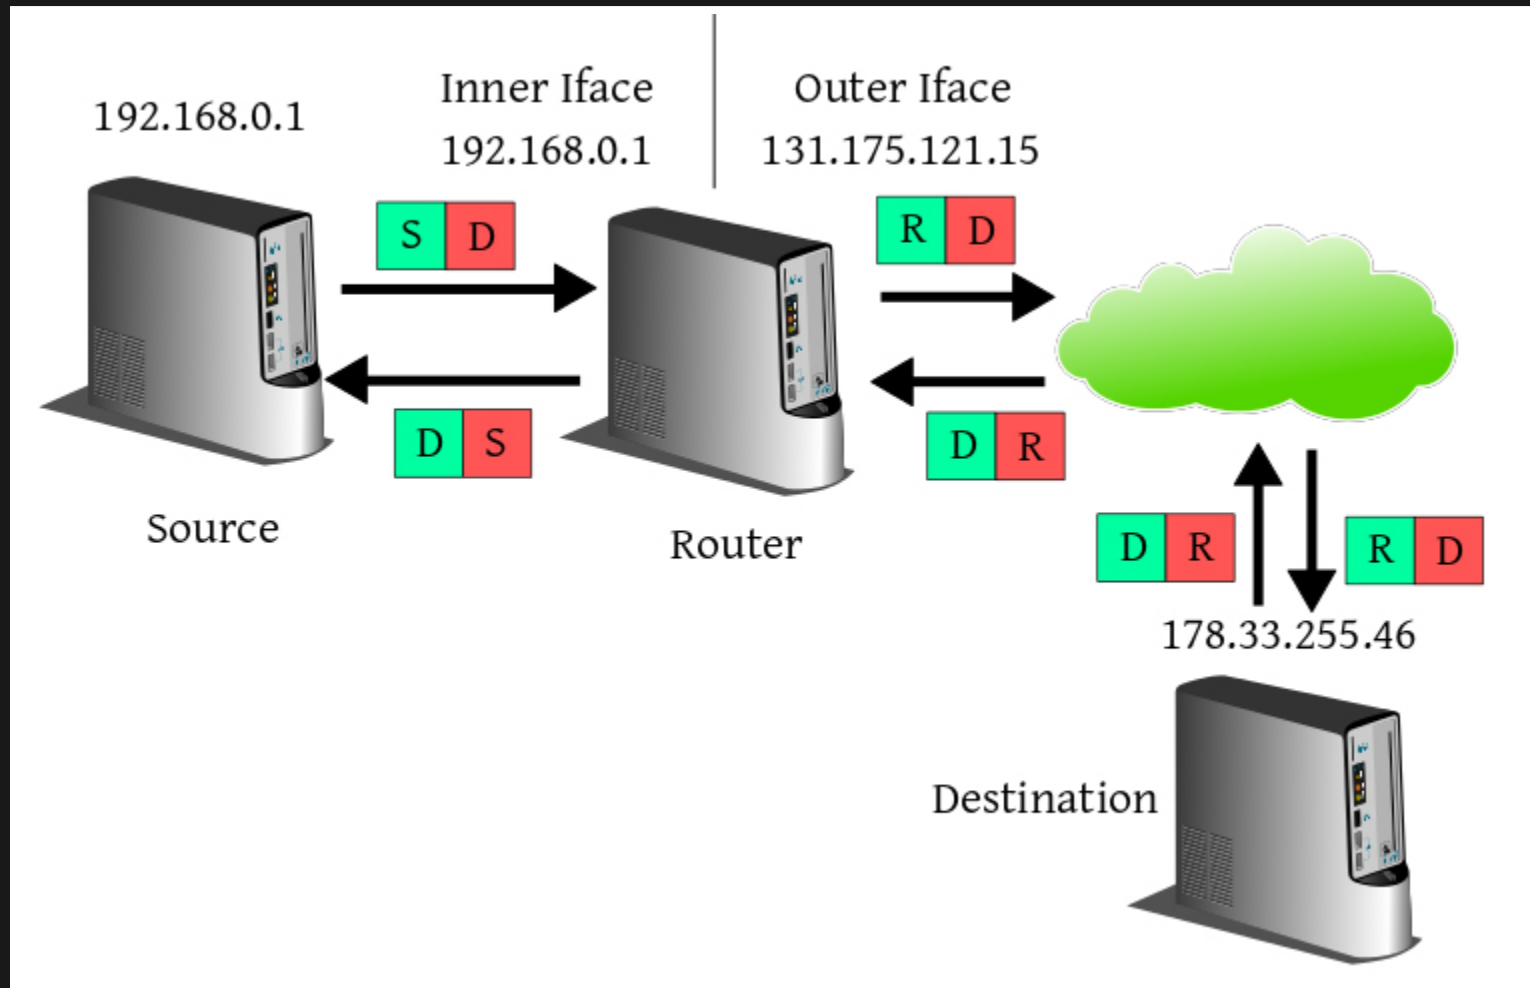 192.168.0.1
Inner Iface
192.168.0.1
Outer Iface
131.175.121.15
S D
R D
D S
D R
Source
Router
D R
R D
178.33.255.46
Destination